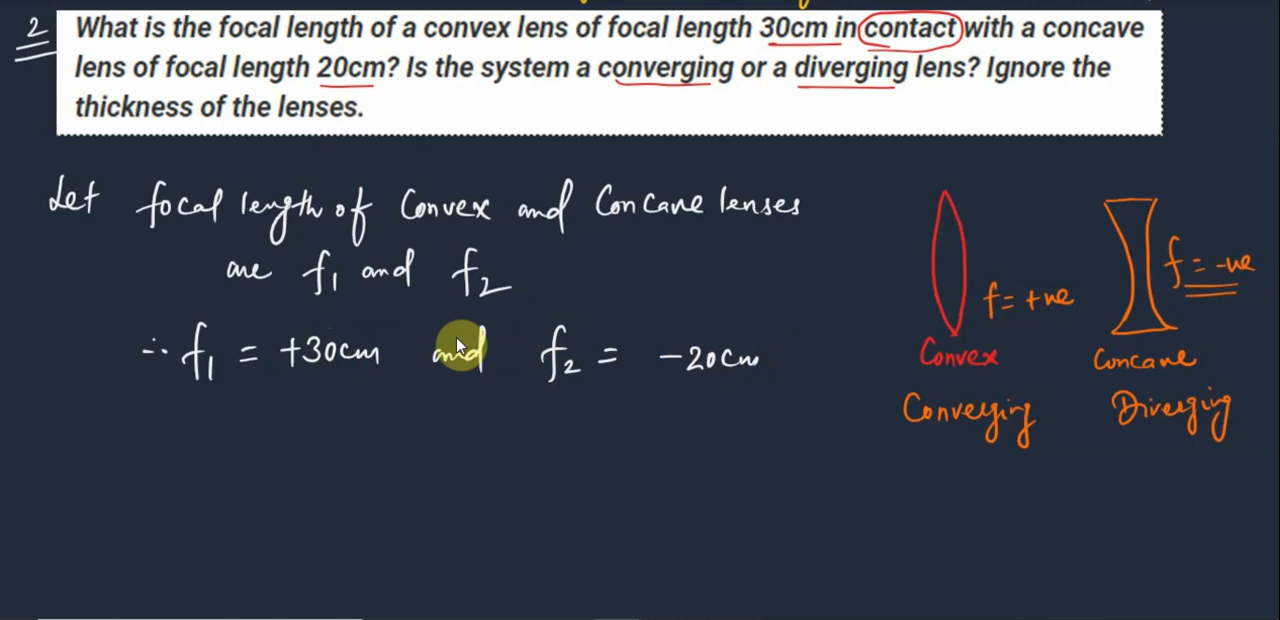 2
What is the focal length of a convex lens of focal length 30cm in contact with a concave
lens of focal length 20cm? Is the system a converging or a diverging lens? Ignore the
thickness of the lenses.
Let focal length of Convex and Concave lenses
are f₁ and f₂
∴ f₁ = +30cm and f₂ = -20cm
f = +ve
Convex
Converging
f = -ve
Concave
Diverging